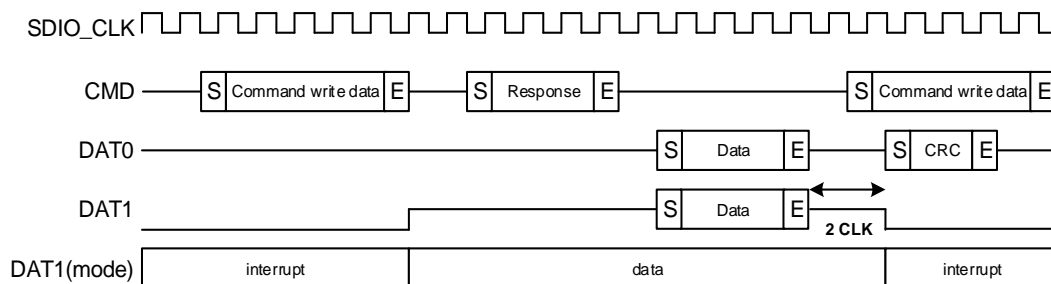 SDIO_CLK
CMD S Command write data E S Response E S Command write data E
DAT0 S Data E S CRC E
DAT1 S Data E
2 CLK
DAT1(mode) interrupt data interrupt